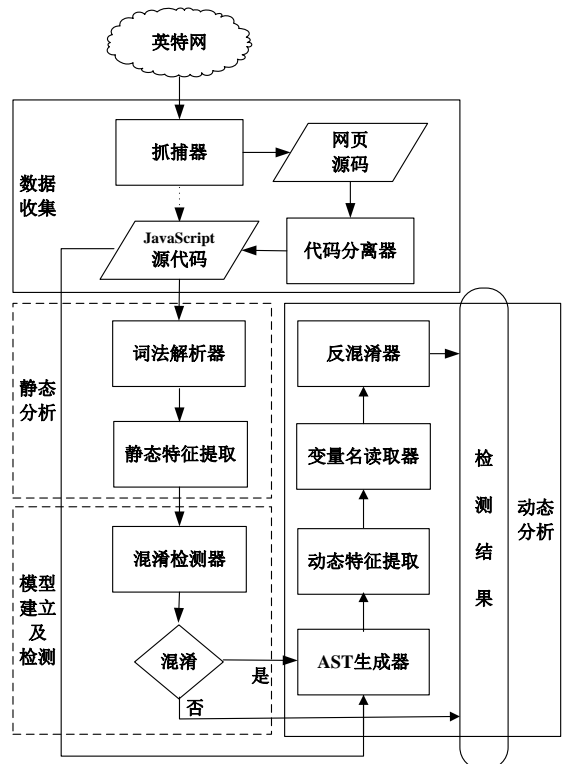 英特网
数据
收集
抓捕器
网页
源码
JavaScript
源代码
代码分离器
静态
分析
词法解析器
静态特征提取
模型
建立
及
检测
混淆检测器
混淆
是
否
反混淆器
变量名读取器
动态特征提取
AST生成器
检
测
结
果
动态
分析